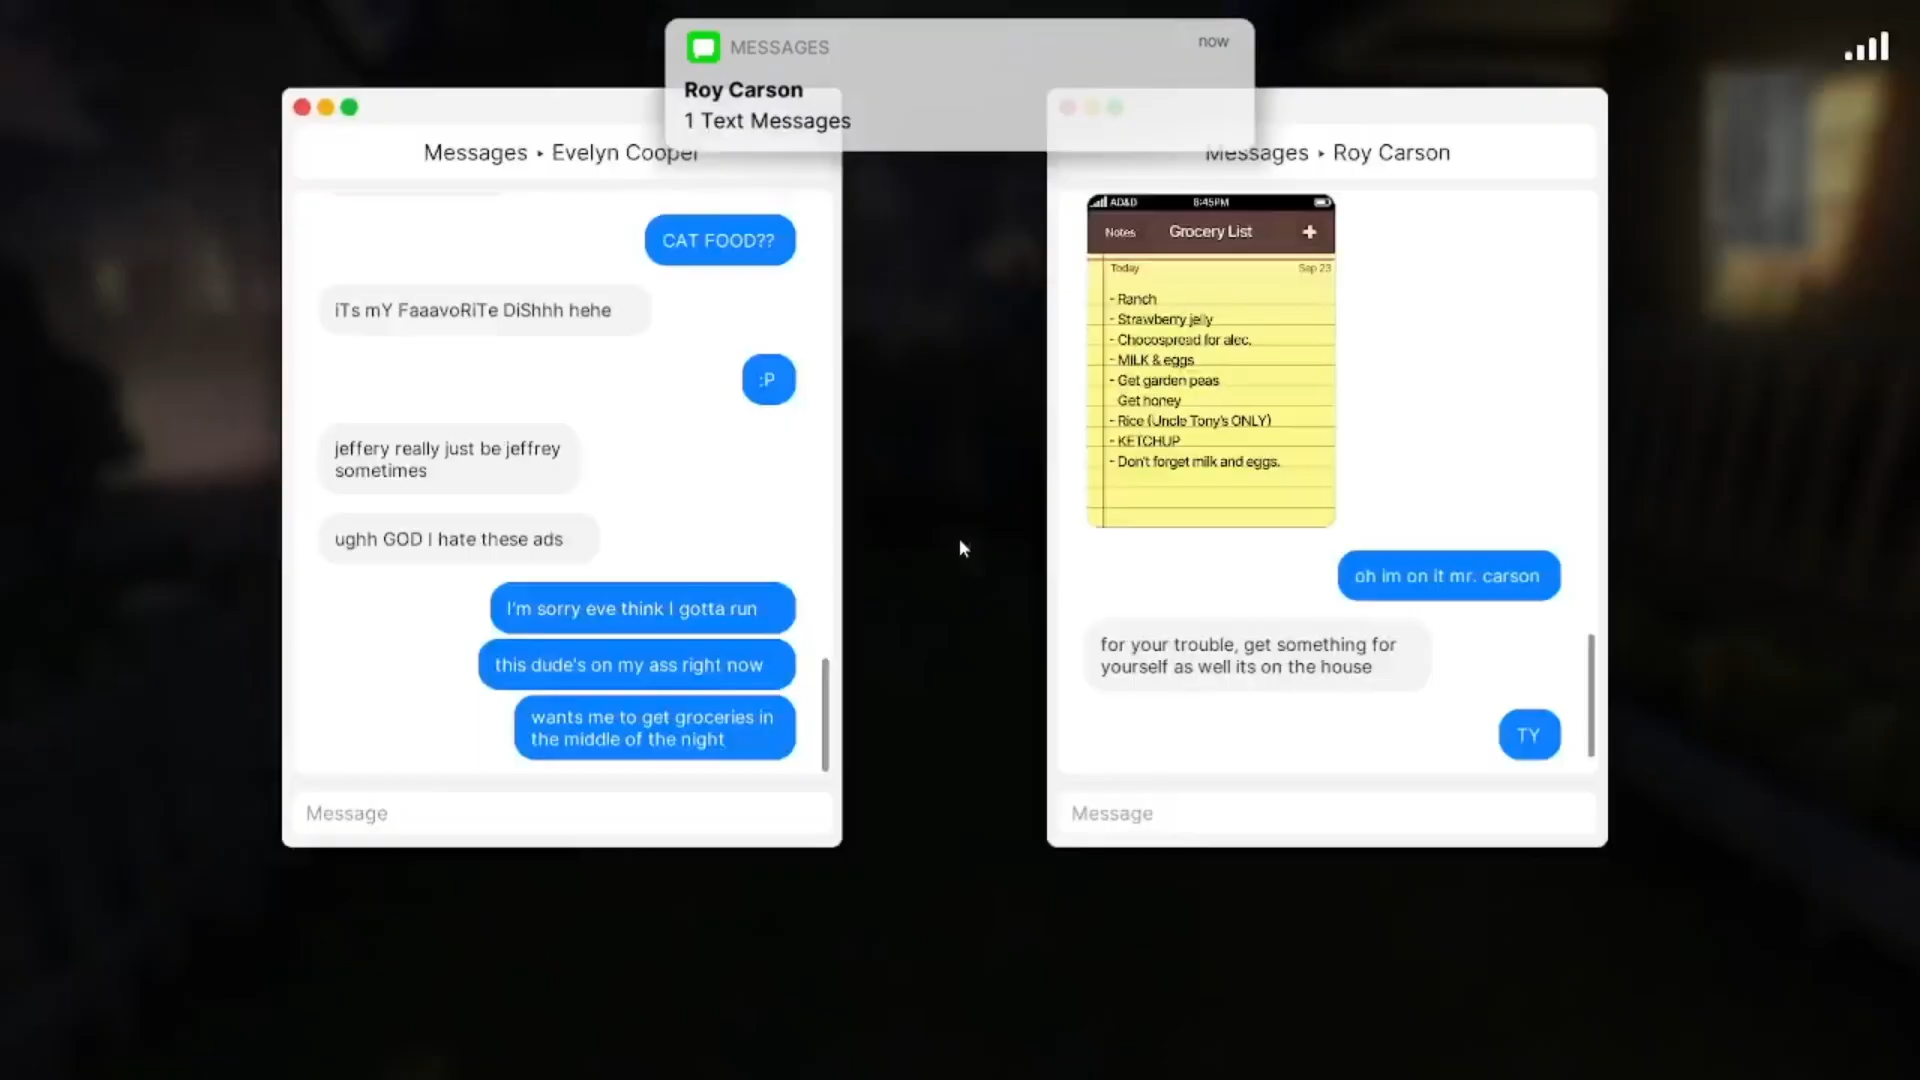 MESSAGES
now
Roy Carson
1 Text Messages
Messages ‣ Evelyn Cooper
CAT FOOD??
iTs mY FaaavoRiTe DiShhh hehe
:P
jeffery really just be jeffrey
sometimes
ughh GOD I hate these ads
I'm sorry eve think I gotta run
this dude's on my ass right now
wants me to get groceries in
the middle of the night
Message
Messages ‣ Roy Carson
AD&D 8:45PM
Notes Grocery List +
Today Sep 23
- Ranch
- Strawberry jelly
- Chocospread for alec.
- MILK & eggs
- Get garden peas
Get honey
- Rice (Uncle Tony's ONLY)
- KETCHUP
- Don't forget milk and eggs.
oh im on it mr. carson
for your trouble, get something for
yourself as well its on the house
TY
Message